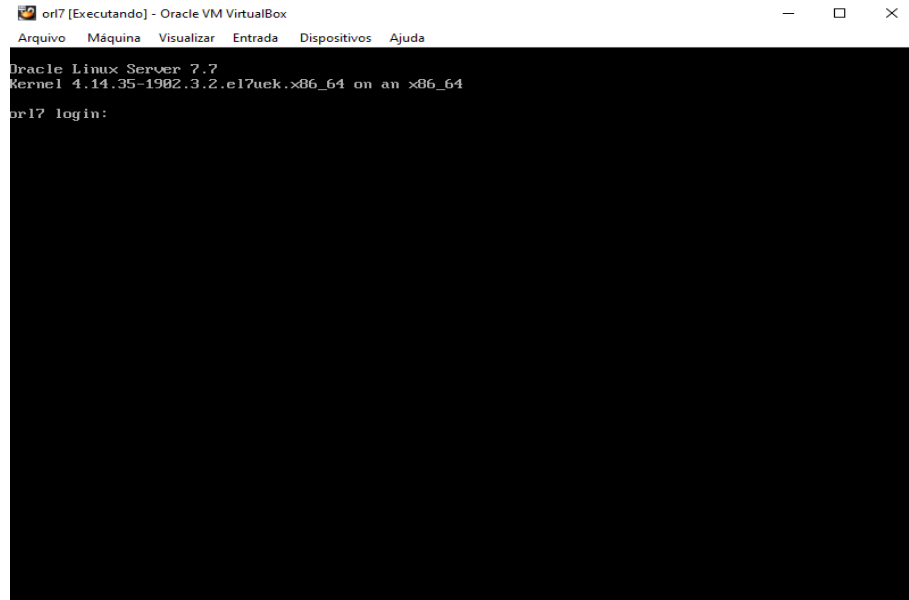 orl7 [Executando] - Oracle VM VirtualBox
Arquivo Máquina Visualizar Entrada Dispositivos Ajuda
Oracle Linux Server 7.7
Kernel 4.14.35-1902.3.2.el7uek.x86_64 on an x86_64
orl7 login: